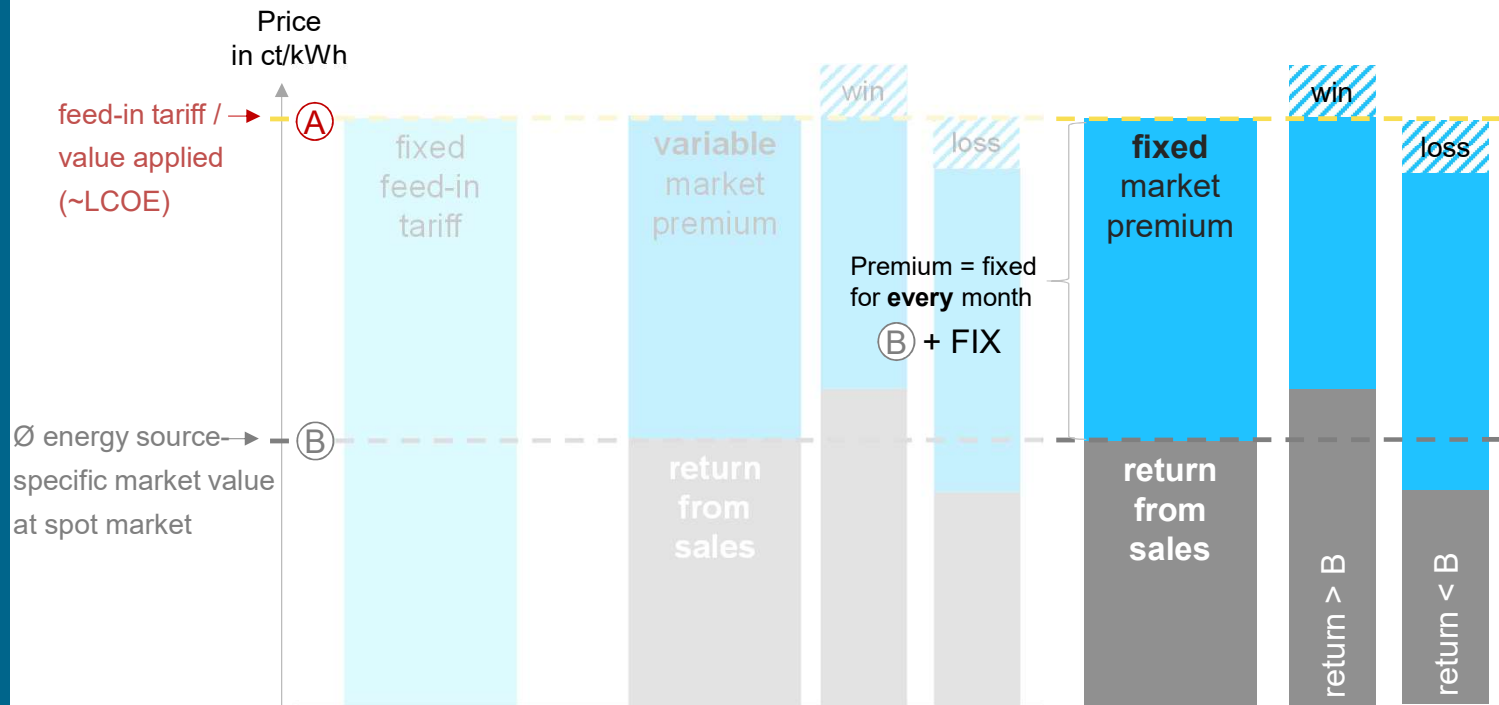 Price
in ct/kWh
feed-in tariff /
value applied
(~LCOE)
A
fixed
feed-in
tariff
variable
market
premium
win
loss
fixed
market
premium
win
loss
Premium = fixed
for every month
B + FIX
Ø energy source-
specific market value
at spot market
B
return
from
sales
return
from
sales
return > B
return < B